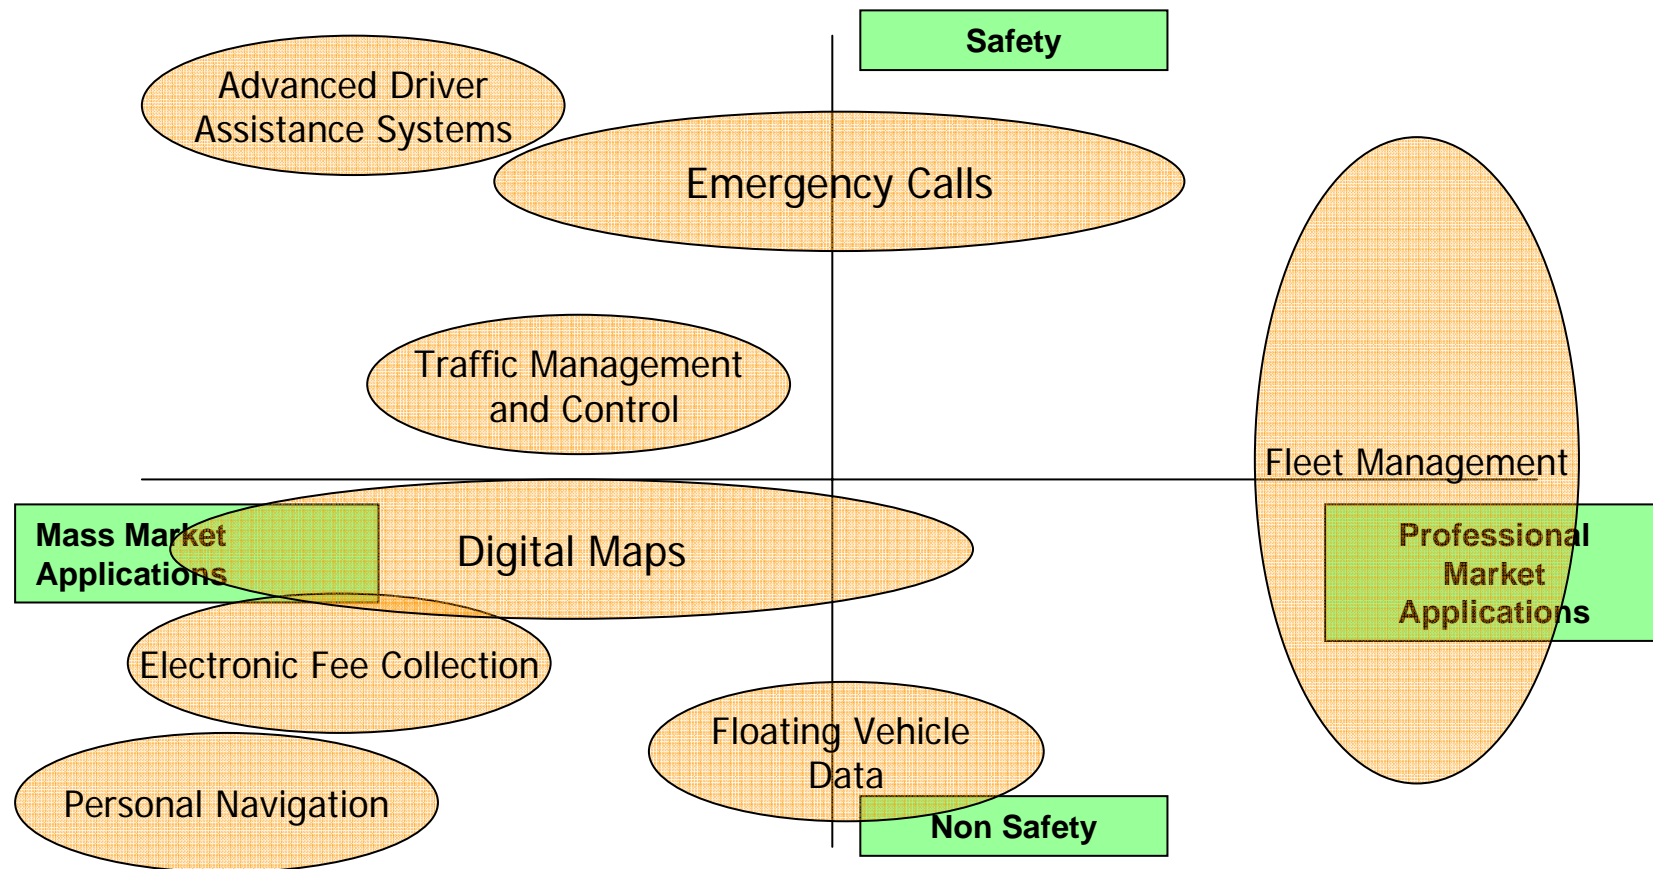 Safety
Advanced Driver
Assistance Systems
Emergency Calls
Traffic Management
and Control
Fleet Management
Mass Market
Applications
Digital Maps
Professional
Market
Applications
Electronic Fee Collection
Floating Vehicle
Data
Personal Navigation
Non Safety